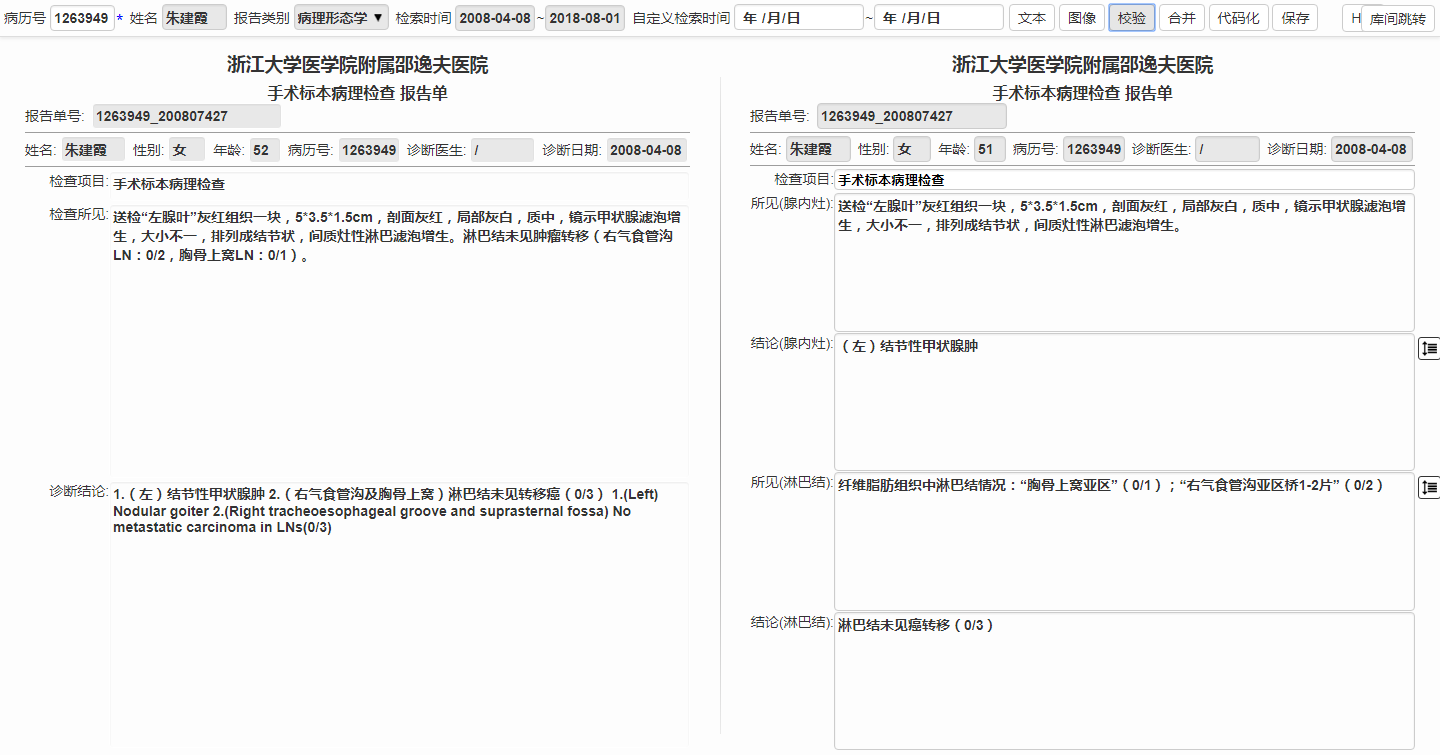 病历号 1263949 * 姓名 朱建霞 报告类别 病理形态学 ▼ 检索时间 2008-04-08 ~ 2018-08-01 自定义检索时间 年 /月/日 ~ 年 /月/日 文本 图像 校验 合并 代码化 保存 H 库间跳转
浙江大学医学院附属邵逸夫医院
手术标本病理检查 报告单
报告单号: 1263949_200807427
姓名: 朱建霞 性别: 女 年龄: 52 病历号: 1263949 诊断医生: / 诊断日期: 2008-04-08
检查项目: 手术标本病理检查
检查所见: 送检“左腺叶”灰红组织一块，5*3.5*1.5cm，剖面灰红，局部灰白，质中，镜示甲状腺滤泡增
生，大小不一，排列成结节状，间质灶性淋巴滤泡增生。淋巴结未见肿瘤转移（右气食管沟
LN：0/2，胸骨上窝LN：0/1）。
诊断结论: 1.（左）结节性甲状腺肿 2.（右气食管沟及胸骨上窝）淋巴结未见转移癌（0/3） 1.(Left)
Nodular goiter 2.(Right tracheoesophageal groove and suprasternal fossa) No
metastatic carcinoma in LNs(0/3)
浙江大学医学院附属邵逸夫医院
手术标本病理检查 报告单
报告单号: 1263949_200807427
姓名: 朱建霞 性别: 女 年龄: 51 病历号: 1263949 诊断医生: / 诊断日期: 2008-04-08
检查项目: 手术标本病理检查
所见(腺内灶): 送检“左腺叶”灰红组织一块，5*3.5*1.5cm，剖面灰红，局部灰白，质中，镜示甲状腺滤泡增
生，大小不一，排列成结节状，间质灶性淋巴滤泡增生。
结论(腺内灶): （左）结节性甲状腺肿
所见(淋巴结): 纤维脂肪组织中淋巴结情况：“胸骨上窝亚区”（0/1）；“右气食管沟亚区桥1-2片”（0/2）
结论(淋巴结): 淋巴结未见癌转移（0/3）